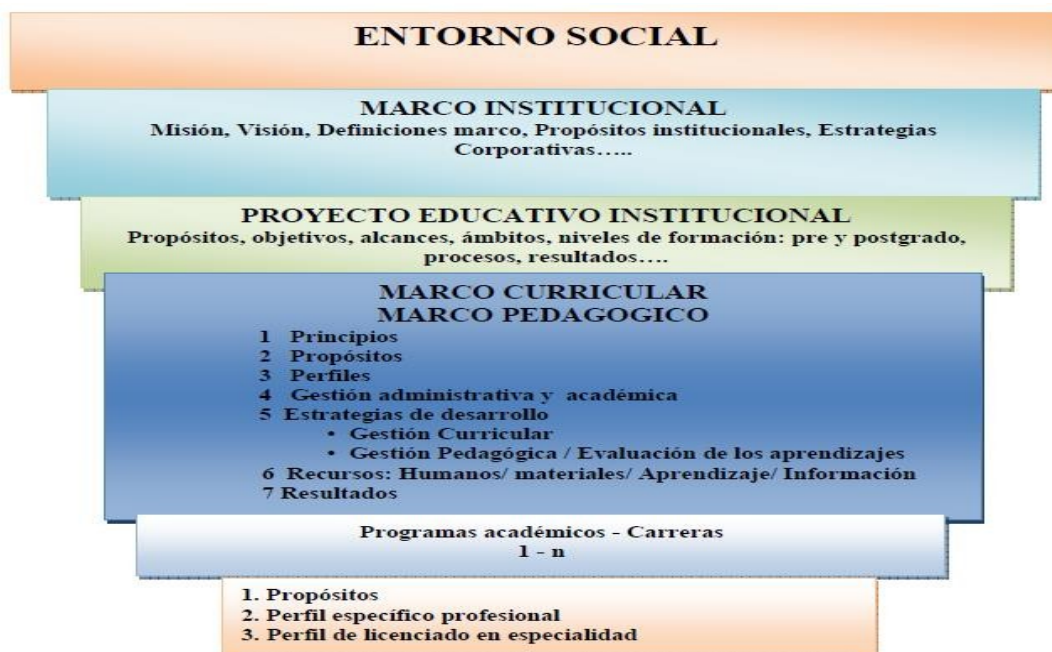 ENTORNO SOCIAL
MARCO INSTITUCIONAL
Misión, Visión, Definiciones marco, Propósitos institucionales, Estrategias
Corporativas…..
PROYECTO EDUCATIVO INSTITUCIONAL
Propósitos, objetivos, alcances, ámbitos, niveles de formación: pre y postgrado,
procesos, resultados….
MARCO CURRICULAR
MARCO PEDAGOGICO
1 Principios
2 Propósitos
3 Perfiles
4 Gestión administrativa y académica
5 Estrategias de desarrollo
• Gestión Curricular
• Gestión Pedagógica / Evaluación de los aprendizajes
6 Recursos: Humanos/ materiales/ Aprendizaje/ Información
7 Resultados
Programas académicos - Carreras
1 - n
1. Propósitos
2. Perfil específico profesional
3. Perfil de licenciado en especialidad